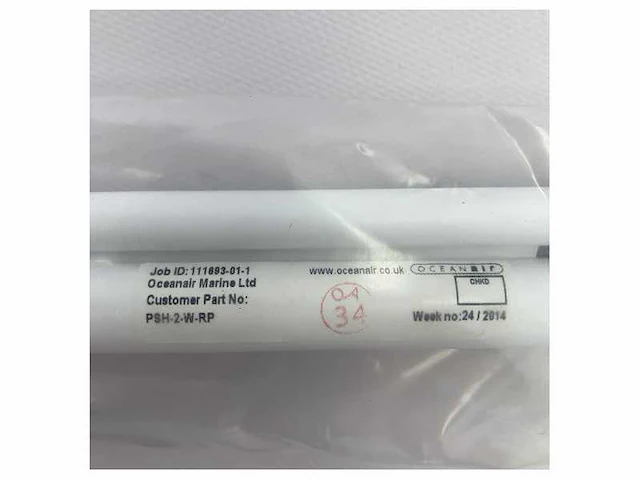 Job ID: 111693-01-1
Oceanair Marine Ltd
Customer Part No:
PSH-2-W-RP
OA
34
www.oceanair.co.uk
OCEANair
CHKD
Week no: 24 / 2014